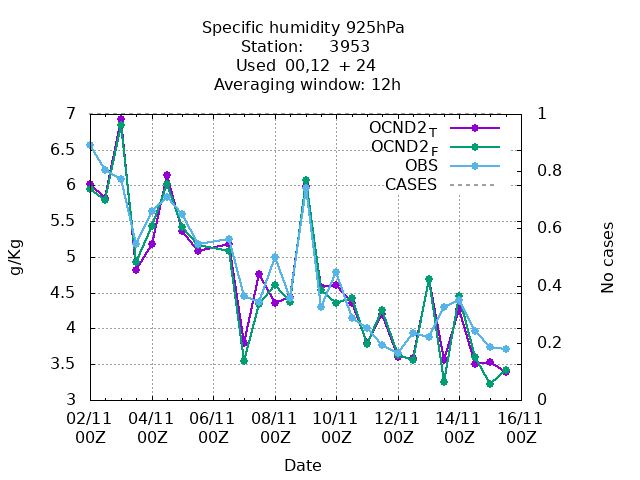 Specific humidity 925hPa
Station:     3953
Used  00,12  + 24
Averaging window: 12h
OCND2T
OCND2F
OBS
CASES
7
6.5
6
5.5
5
4.5
4
3.5
3
g/Kg
1
0.8
0.6
0.4
0.2
0
No cases
02/11 04/11 06/11 08/11 10/11 12/11 14/11 16/11
00Z 00Z 00Z 00Z 00Z 00Z 00Z 00Z
Date